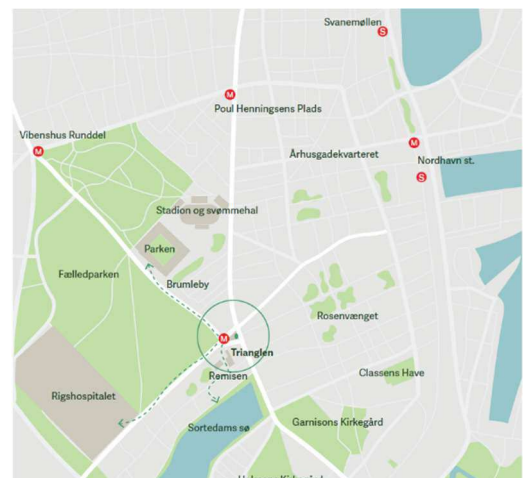 Svanemøllen
S
M
Poul Henningsens Plads
Vibenshus Runddel
M
M
Århusgadekvarteret
Nordhavn st.
S
Stadion og svømmehal
Parken
Fælledparken
Brumleby
Rosenvænget
M
Trianglen
Remisen
Classens Have
Rigshospitalet
Garnisons Kirkegård
Sortedams sø